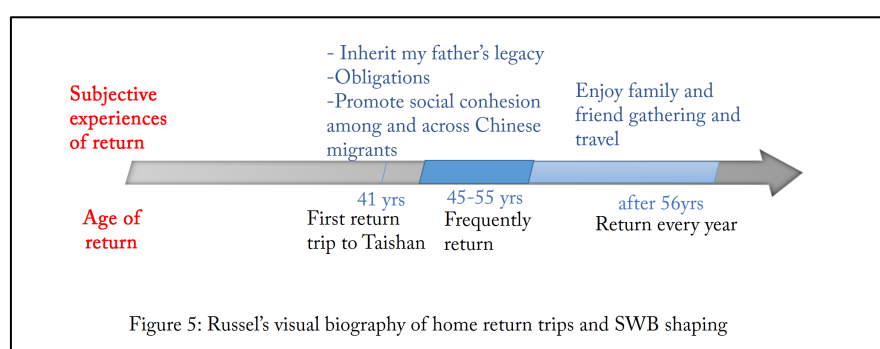 - Inherit my father's legacy
-Obligations
-Promote social conhesion
among and across Chinese
migrants
Enjoy family and
friend gathering and
travel
Subjective
experiences
of return
41 yrs
45-55 yrs
after 56yrs
Age of
return
First return
trip to Taishan
Frequently
return
Return every year
Figure 5: Russel's visual biography of home return trips and SWB shaping